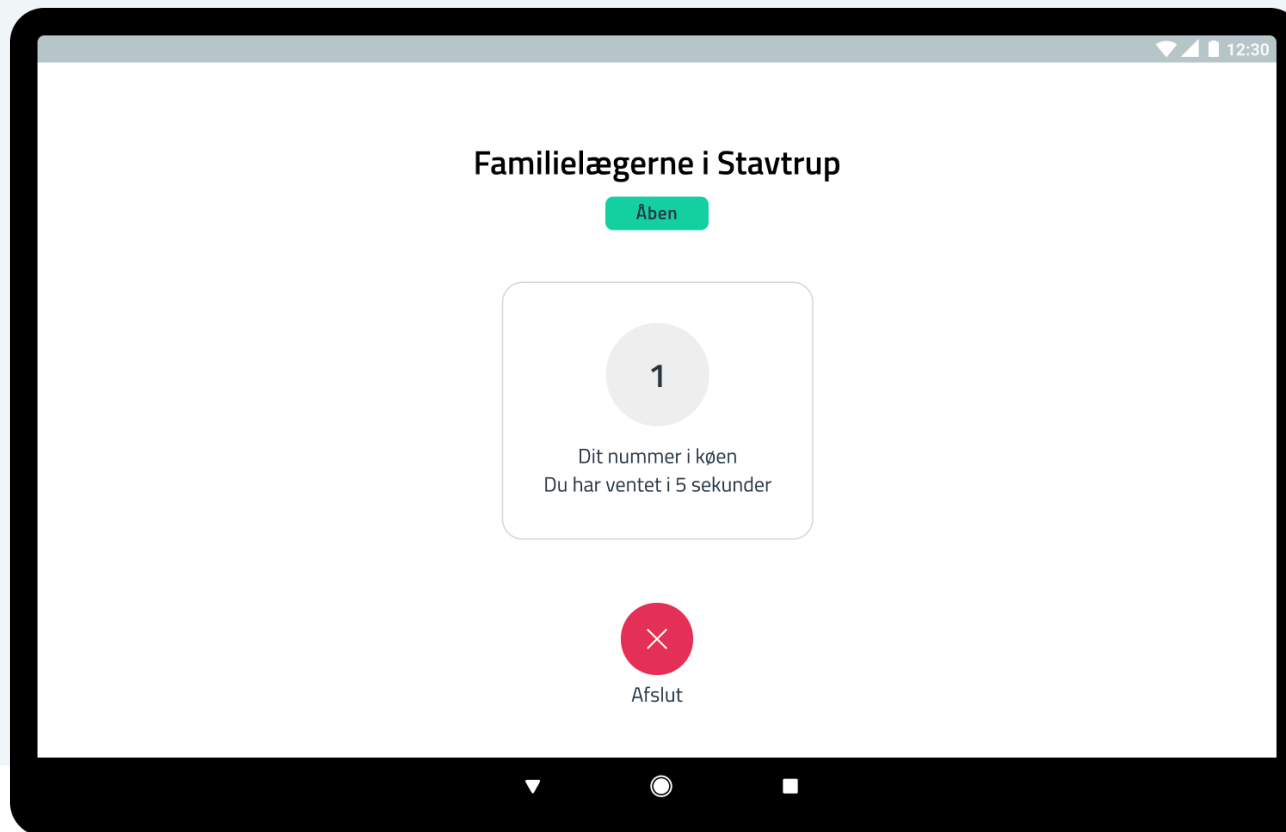 12:30
Familielægerne i Stavtrup
Åben
1
Dit nummer i køen
Du har ventet i 5 sekunder
Afslut